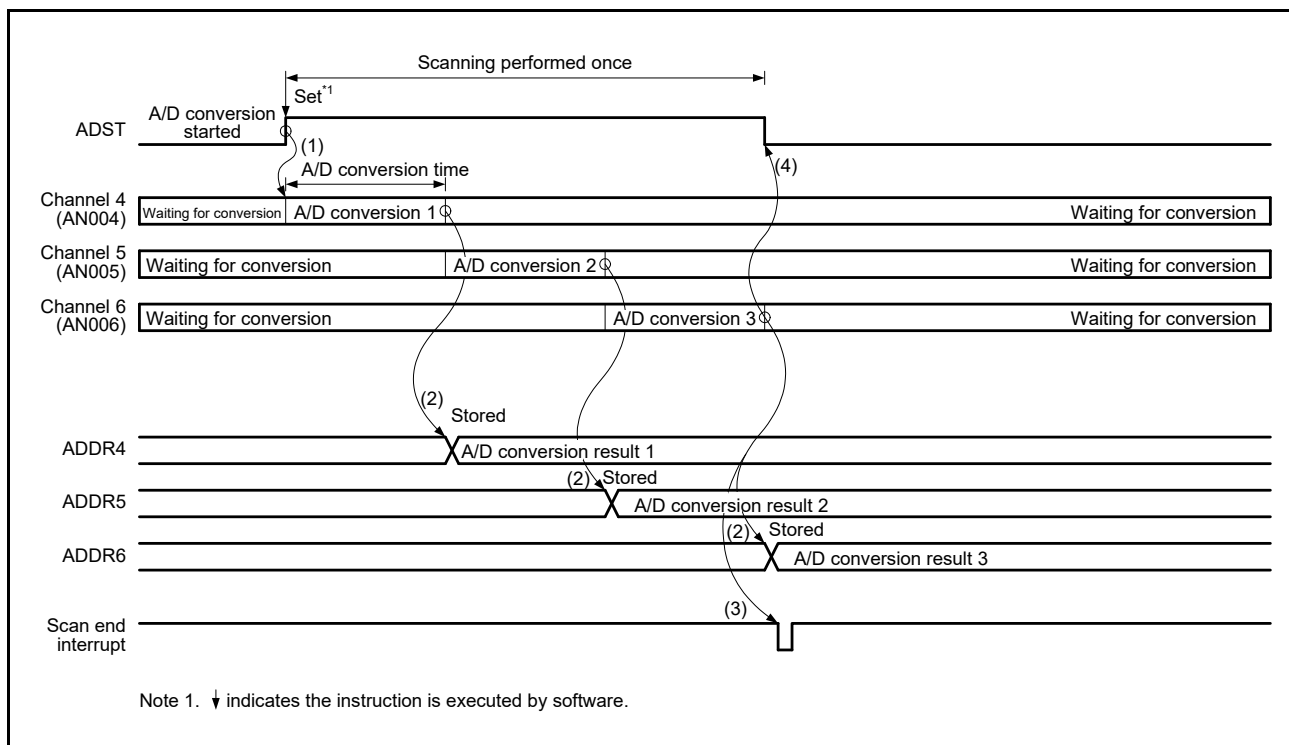 Scanning performed once
Set*1
A/D conversion
started
ADST
(1)
(4)
A/D conversion time
Channel 4
(AN004)
Waiting for conversion
A/D conversion 1
Waiting for conversion
Channel 5
(AN005)
Waiting for conversion
A/D conversion 2
Waiting for conversion
Channel 6
(AN006)
Waiting for conversion
A/D conversion 3
Waiting for conversion
(2)
Stored
ADDR4
A/D conversion result 1
(2)
Stored
ADDR5
A/D conversion result 2
(2)
Stored
ADDR6
A/D conversion result 3
(3)
Scan end
interrupt
Note 1. ↓ indicates the instruction is executed by software.